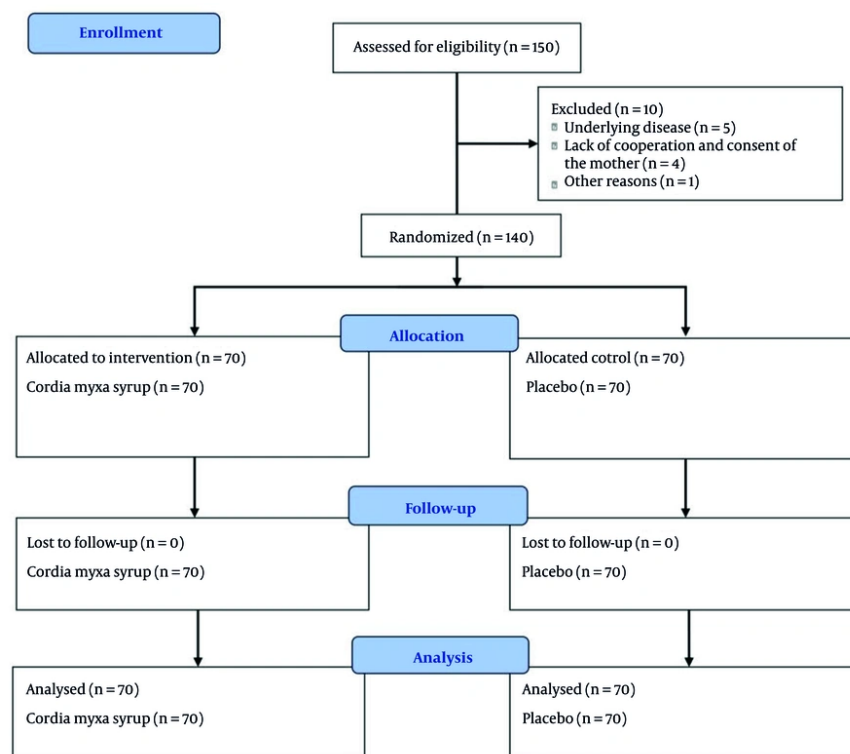 Enrollment
Assessed for eligibility (n = 150)
Excluded (n = 10)
Underlying disease (n = 5)
Lack of cooperation and consent of
the mother (n = 4)
Other reasons (n = 1)
Randomized (n = 140)
Allocation
Allocated to intervention (n = 70)
Cordia myxa syrup (n = 70)
Allocated cotrol (n = 70)
Placebo (n = 70)
Follow-up
Lost to follow-up (n = 0)
Cordia myxa syrup (n = 70)
Lost to follow-up (n = 0)
Placebo (n = 70)
Analysis
Analysed (n = 70)
Cordia myxa syrup (n = 70)
Analysed (n = 70)
Placebo (n = 70)